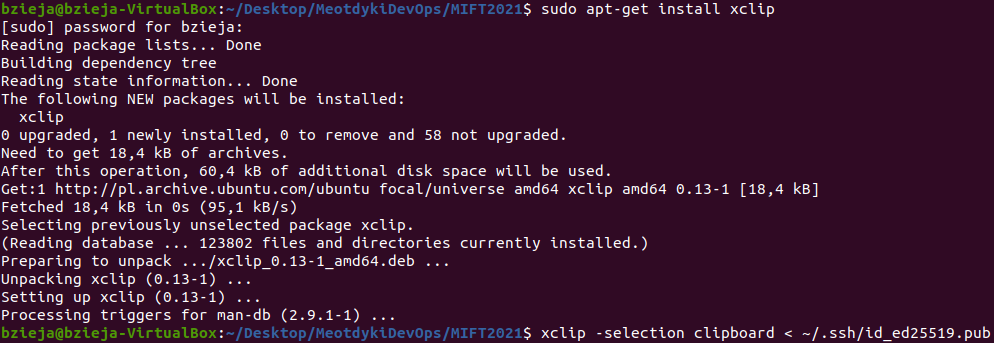 bzieja@bzieja-VirtualBox:~/Desktop/MeotdykiDevOps/MIFT2021$ sudo apt-get install xclip
[sudo] password for bzieja:
Reading package lists... Done
Building dependency tree
Reading state information... Done
The following NEW packages will be installed:
  xclip
0 upgraded, 1 newly installed, 0 to remove and 58 not upgraded.
Need to get 18,4 kB of archives.
After this operation, 60,4 kB of additional disk space will be used.
Get:1 http://pl.archive.ubuntu.com/ubuntu focal/universe amd64 xclip amd64 0.13-1 [18,4 kB]
Fetched 18,4 kB in 0s (95,1 kB/s)
Selecting previously unselected package xclip.
(Reading database ... 123802 files and directories currently installed.)
Preparing to unpack .../xclip_0.13-1_amd64.deb ...
Unpacking xclip (0.13-1) ...
Setting up xclip (0.13-1) ...
Processing triggers for man-db (2.9.1-1) ...
bzieja@bzieja-VirtualBox:~/Desktop/MeotdykiDevOps/MIFT2021$ xclip -selection clipboard < ~/.ssh/id_ed25519.pub